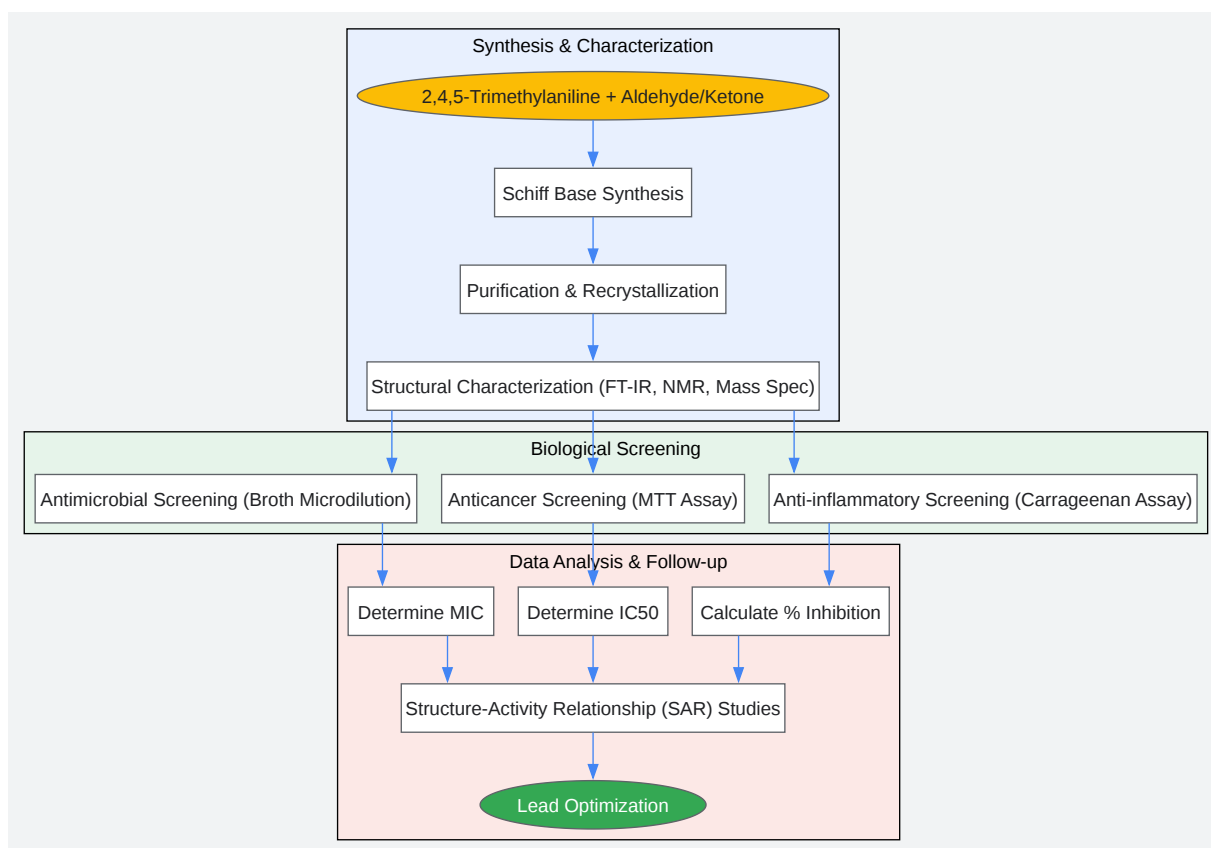 Synthesis & Characterization
2,4,5-Trimethylaniline + Aldehyde/Ketone
Schiff Base Synthesis
Purification & Recrystallization
Structural Characterization (FT-IR, NMR, Mass Spec)
Biological Screening
Antimicrobial Screening (Broth Microdilution)
Anticancer Screening (MTT Assay)
Anti-inflammatory Screening (Carrageenan Assay)
Data Analysis & Follow-up
Determine MIC
Determine IC50
Calculate % Inhibition
Structure-Activity Relationship (SAR) Studies
Lead Optimization